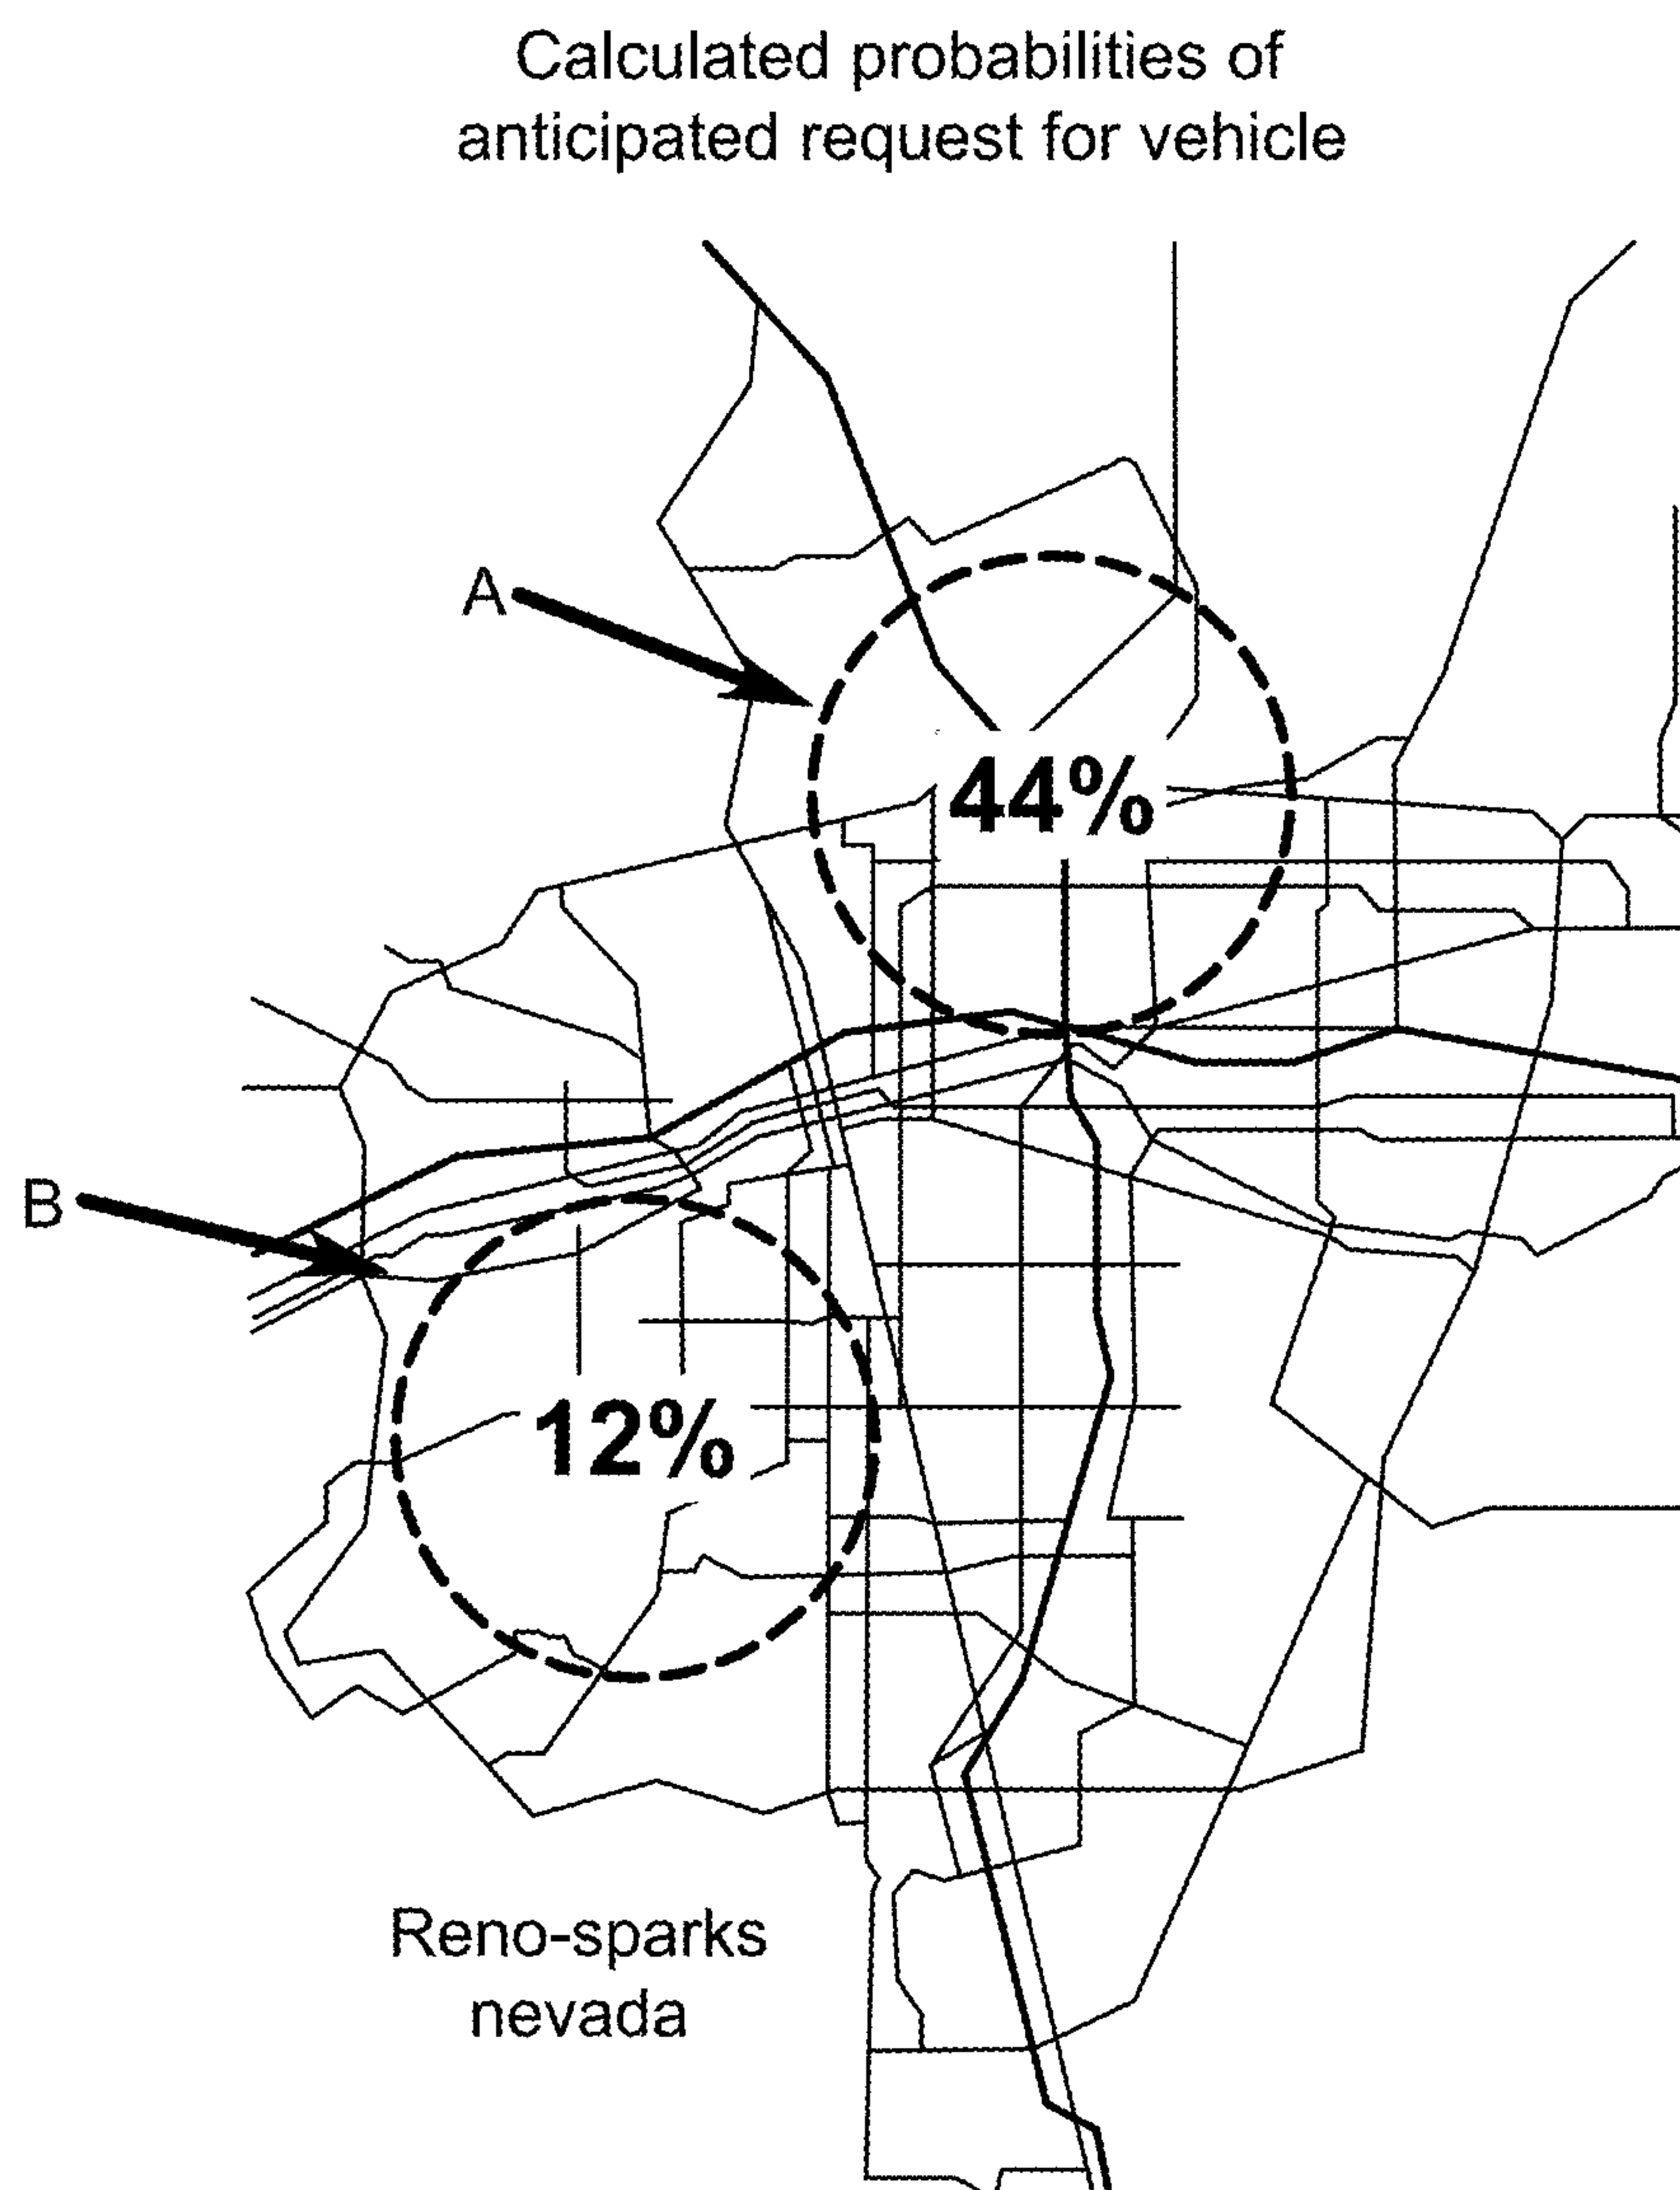 Calculated probabilities of
anticipated request for vehicle
A
44%
B
12%
Reno-sparks
nevada